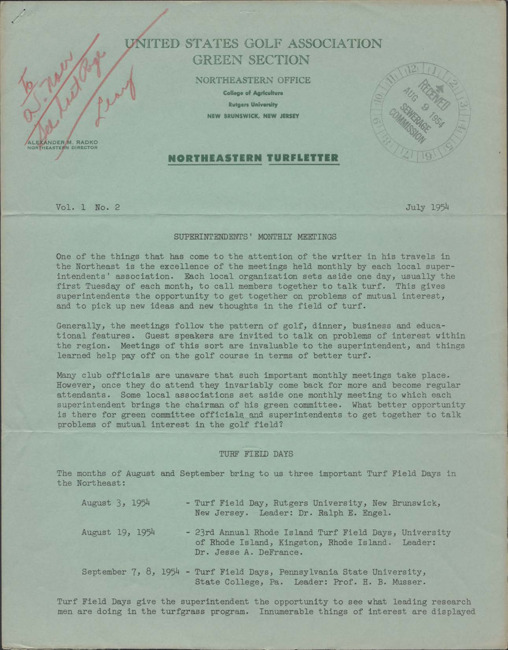 UNITED STATES GOLF ASSOCIATION
GREEN SECTION
NORTHEASTERN OFFICE
College of Agriculture
Rutgers University
NEW BRUNSWICK, NEW JERSEY
To
See Last Page
RECEIVED
AUG 9 1954
SEWERAGE
COMMISSION
ALEXANDER M. RADKO
NORTHEASTERN DIRECTOR
NORTHEASTERN TURFLETTER
Vol. 1 No. 2 July 1954
SUPERINTENDENTS' MONTHLY MEETINGS
One of the things that has come to the attention of the writer in his travels in
the Northeast is the excellence of the meetings held monthly by each local super-
intendents' association. Each local organization sets aside one day, usually the
first Tuesday of each month, to call members together to talk turf. This gives
superintendents the opportunity to get together on problems of mutual interest,
and to pick up new ideas and new thoughts in the field of turf.
Generally, the meetings follow the pattern of golf, dinner, business and educa-
tional features. Guest speakers are invited to talk on problems of interest within
the region. Meetings of this sort are invaluable to the superintendent, and things
learned help pay off on the golf course in terms of better turf.
Many club officials are unaware that such important monthly meetings take place.
However, once they do attend they invariably come back for more and become regular
attendants. Some local associations set aside one monthly meeting to which each
superintendent brings the chairman of his green committee. What better opportunity
is there for green committee officials and superintendents to get together to talk
problems of mutual interest in the golf field?
TURF FIELD DAYS
The months of August and September bring to us three important Turf Field Days in
the Northeast:
August 3, 1954 - Turf Field Day, Rutgers University, New Brunswick,
New Jersey. Leader: Dr. Ralph E. Engel.
August 19, 1954 - 23rd Annual Rhode Island Turf Field Days, University
of Rhode Island, Kingston, Rhode Island. Leader:
Dr. Jesse A. DeFrance.
September 7, 8, 1954 - Turf Field Days, Pennsylvania State University,
State College, Pa. Leader: Prof. H. B. Musser.
Turf Field Days give the superintendent the opportunity to see what leading research
men are doing in the turfgrass program. Innumerable things of interest are displayed